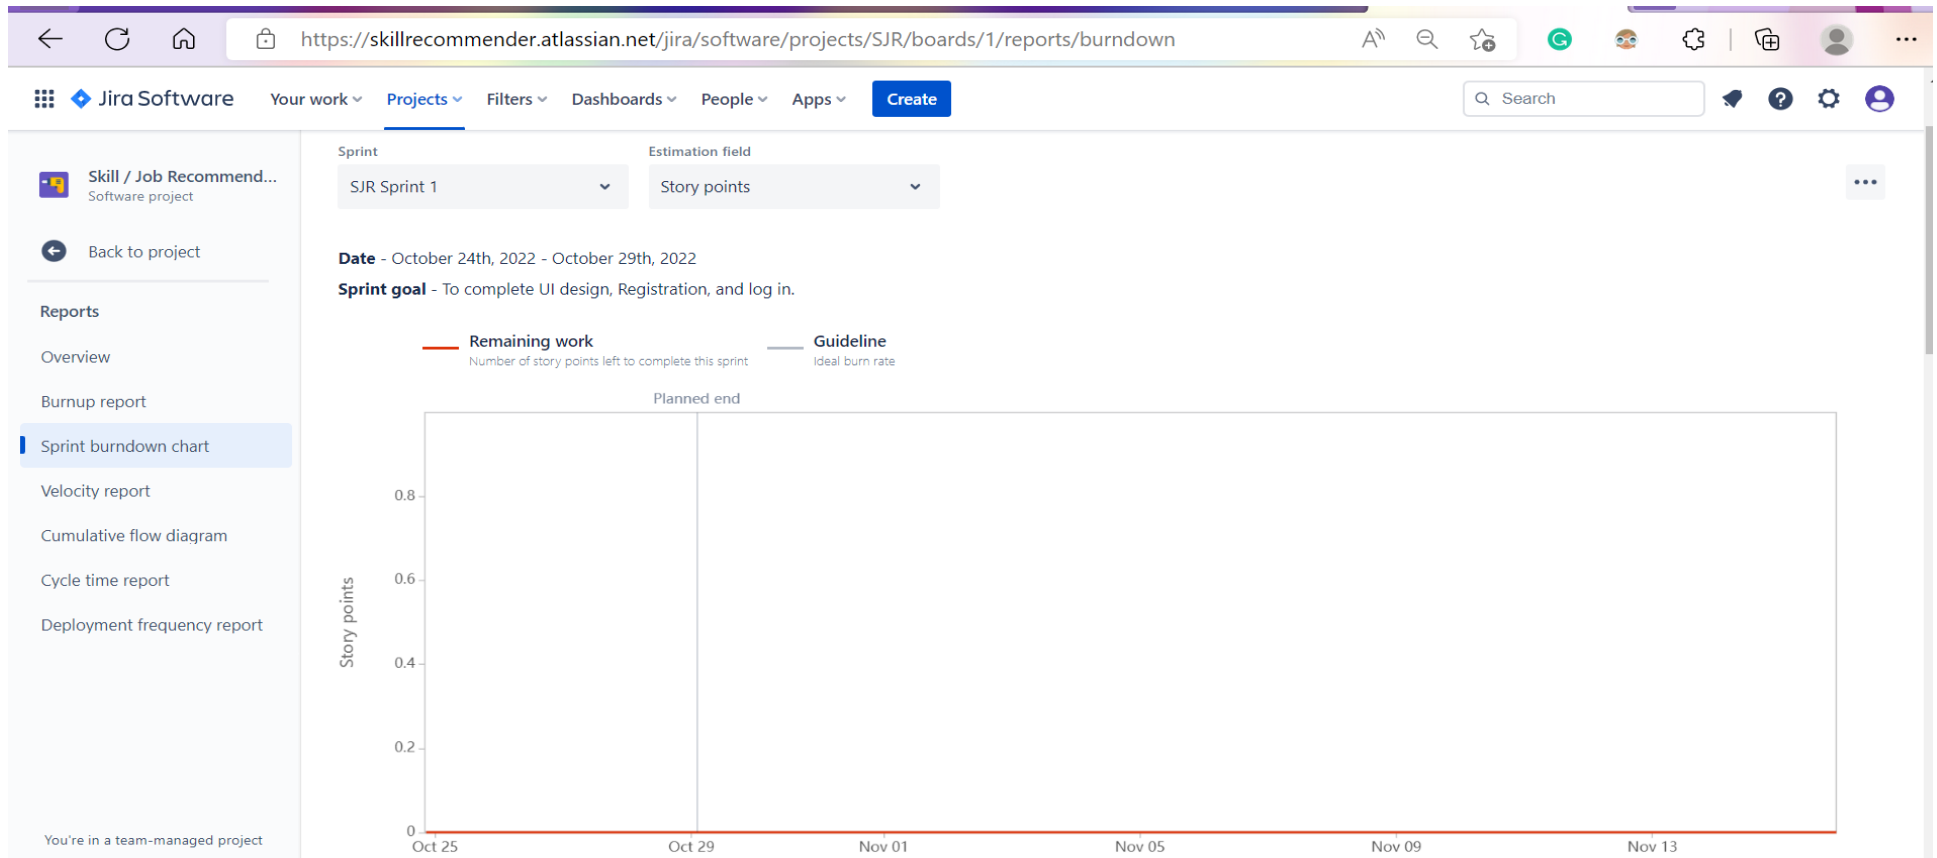 https://skillrecommender.atlassian.net/jira/software/projects/SJR/boards/1/reports/burndown
Jira Software Your work Projects Filters Dashboards People Apps Create Search
Skill / Job Recommend...
Software project
Back to project
Reports
Overview
Burnup report
Sprint burndown chart
Velocity report
Cumulative flow diagram
Cycle time report
Deployment frequency report
You're in a team-managed project
Sprint Estimation field
SJR Sprint 1 Story points
Date - October 24th, 2022 - October 29th, 2022
Sprint goal - To complete UI design, Registration, and log in.
Remaining work Guideline
Number of story points left to complete this sprint Ideal burn rate
Planned end
Story points
0.8
0.6
0.4
0.2
0
Oct 25 Oct 29 Nov 01 Nov 05 Nov 09 Nov 13